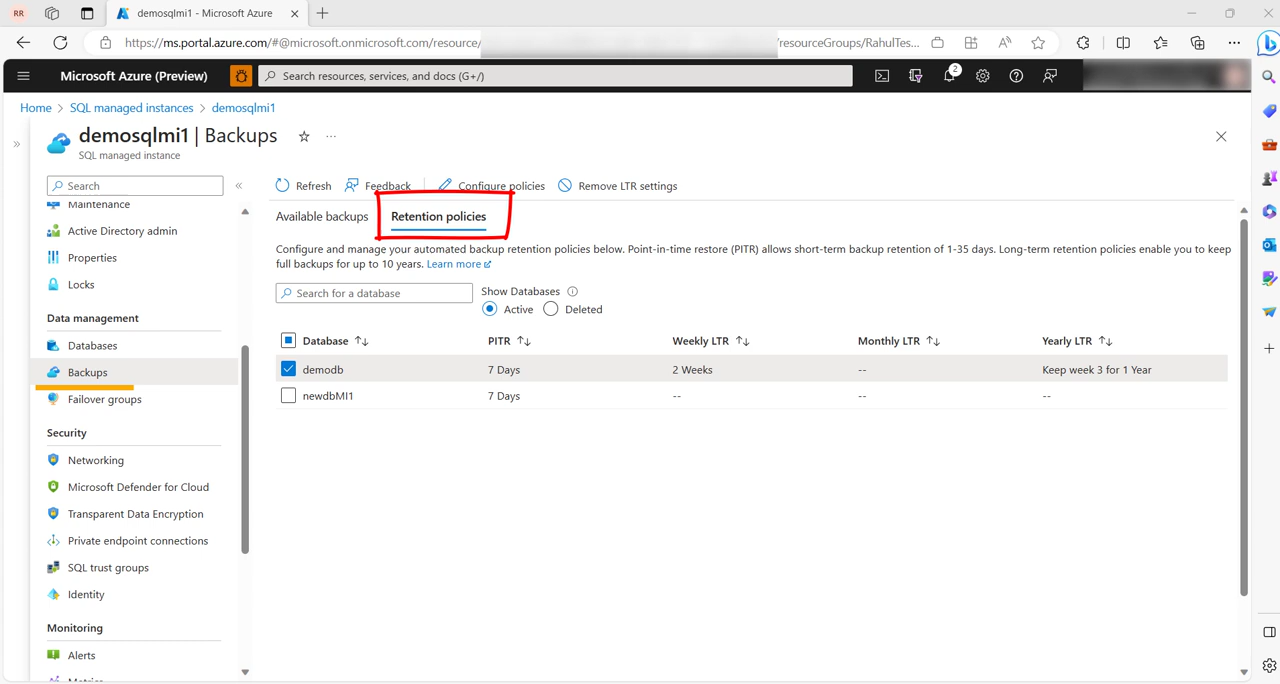 RR
demosqlmi1 - Microsoft Azure
https://ms.portal.azure.com/#@microsoft.onmicrosoft.com/resource/ /resourceGroups/RahulTes...
Microsoft Azure (Preview)
Search resources, services, and docs (G+/)
2
Home > SQL managed instances > demosqlmi1
demosqlmi1 | Backups
SQL managed instance
Search
Maintenance
Active Directory admin
Properties
Locks
Data management
Databases
Backups
Failover groups
Security
Networking
Microsoft Defender for Cloud
Transparent Data Encryption
Private endpoint connections
SQL trust groups
Identity
Monitoring
Alerts
Metrics
Refresh Feedback Configure policies Remove LTR settings
Available backups Retention policies
Configure and manage your automated backup retention policies below. Point-in-time restore (PITR) allows short-term backup retention of 1-35 days. Long-term retention policies enable you to keep
full backups for up to 10 years. Learn more
Search for a database
Show Databases
Active Deleted
Database PITR Weekly LTR Monthly LTR Yearly LTR
demodb 7 Days 2 Weeks -- Keep week 3 for 1 Year
newdbMI1 7 Days -- -- --